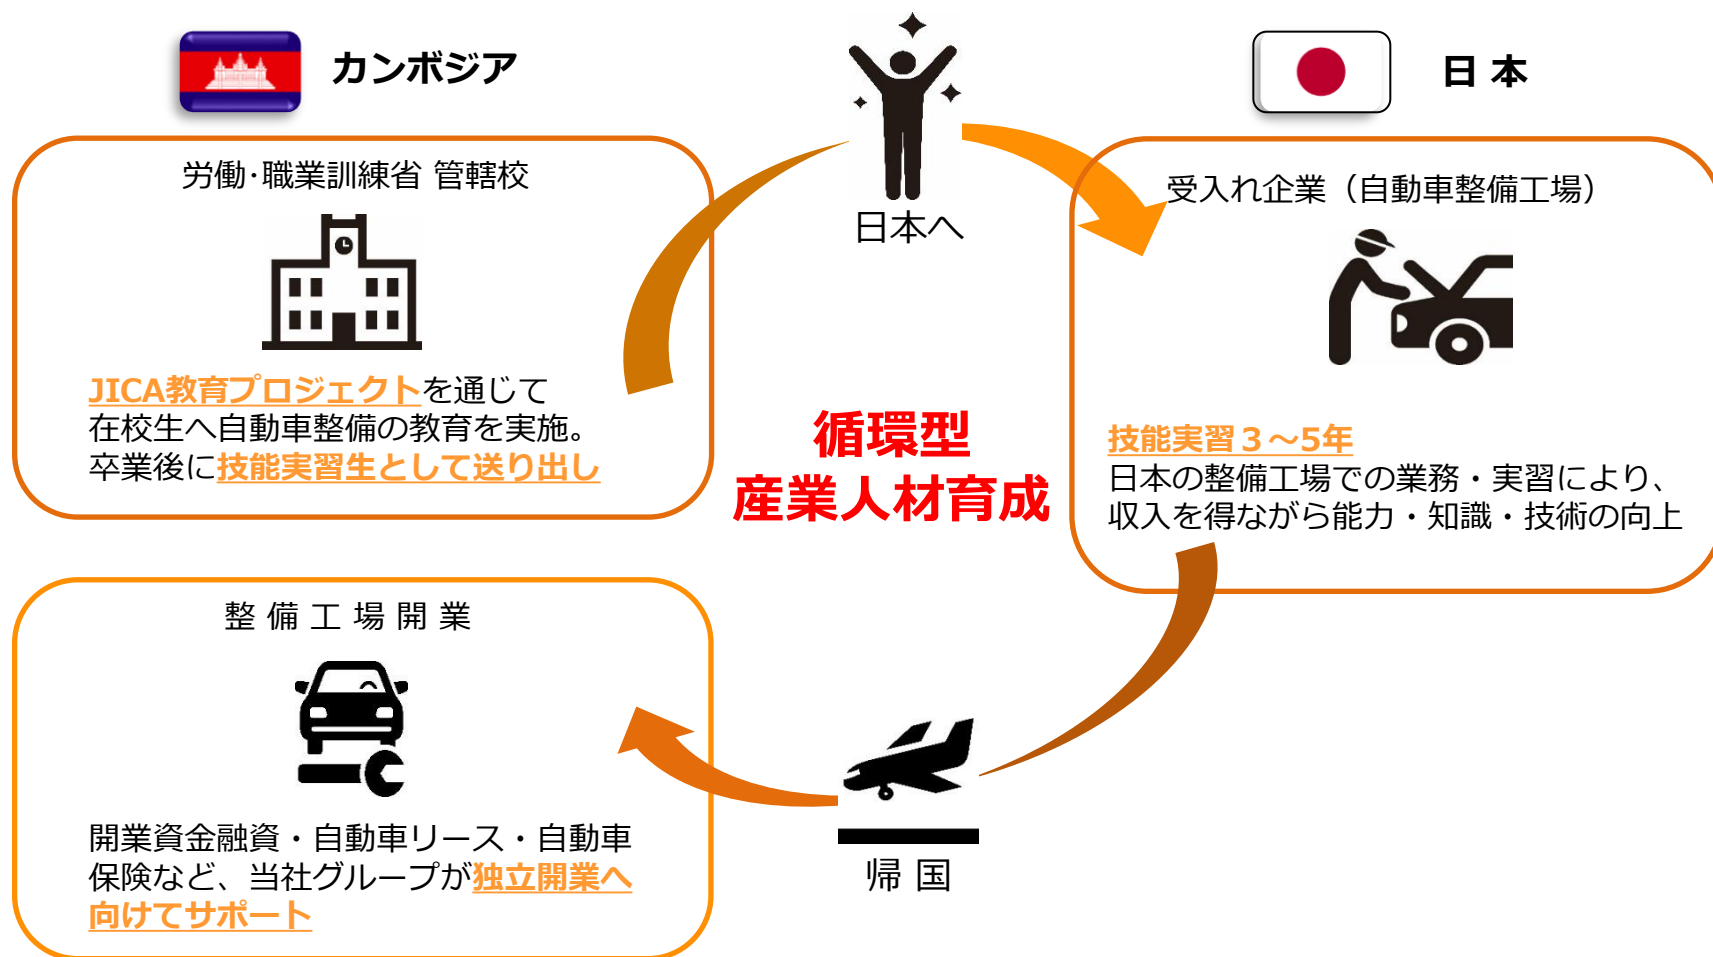 カンボジア
日 本
労働･職業訓練省 管轄校
JICA教育プロジェクトを通じて
在校生へ自動車整備の教育を実施。
卒業後に技能実習生として送り出し
日本へ
受入れ企業（自動車整備工場）
技能実習３～5年
日本の整備工場での業務・実習により、
収入を得ながら能力・知識・技術の向上
循環型
産業人材育成
整 備 工 場 開 業
開業資金融資・自動車リース・自動車
保険など、当社グループが独立開業へ
向けてサポート
帰 国